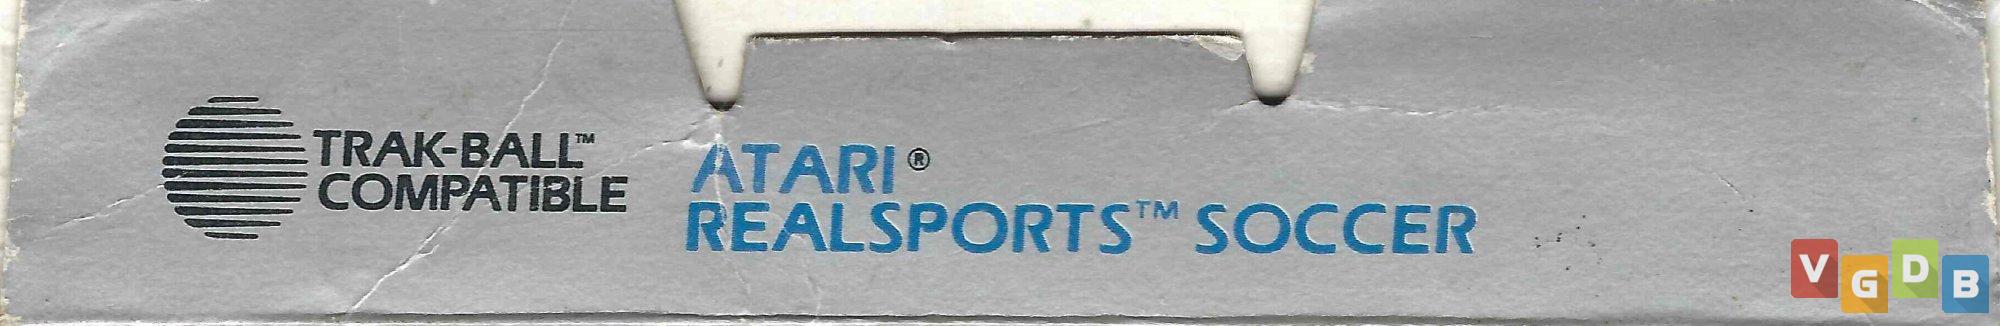 TRAK-BALL™
COMPATIBLE
ATARI®
REALSPORTS™ SOCCER
VGDB